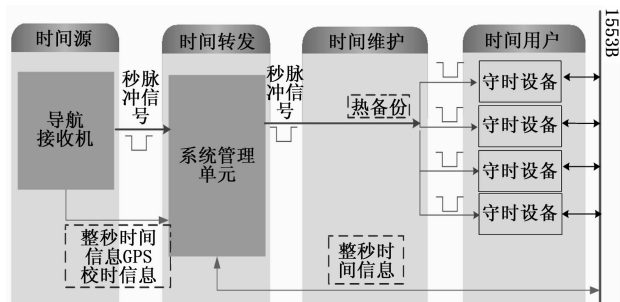 时间源
时间转发
时间维护
时间用户
1553B
导航
接收机
秒脉
冲信
号
系统管理
单元
秒脉
冲信
号
热备份
守时设备
守时设备
守时设备
守时设备
整秒时间
信息GPS
校时信息
整秒时
间信息